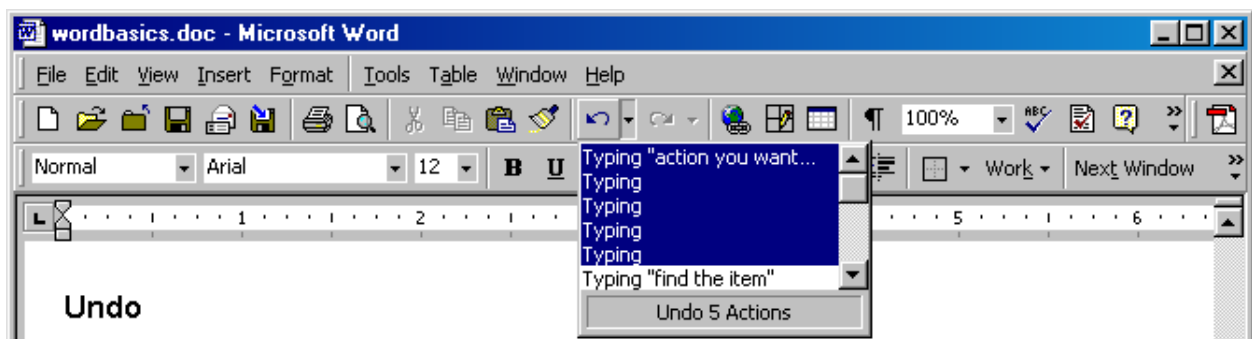 wordbasics.doc - Microsoft Word
File Edit View Insert Format Tools Table Window Help
100% ABC
Normal Arial 12 B U Work Next Window
Typing "action you want...
Typing
Typing
Typing
Typing
Typing "find the item"
Undo 5 Actions
1 2 5 6
Undo